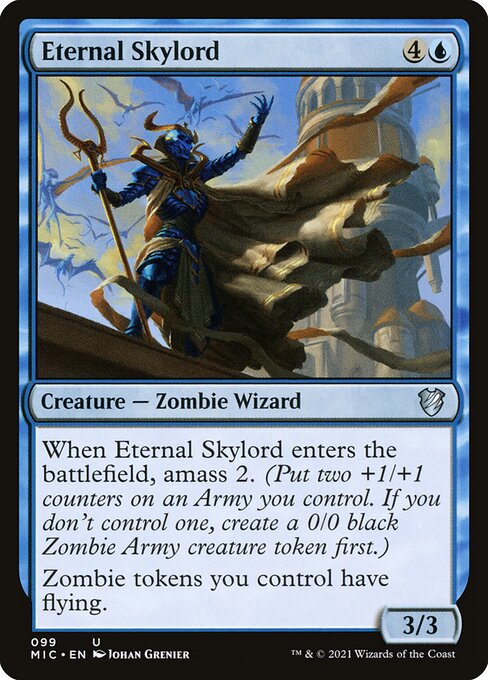 Eternal Skylord 4
Creature — Zombie Wizard
When Eternal Skylord enters the
battlefield, amass 2. (Put two +1/+1
counters on an Army you control. If you
don't control one, create a 0/0 black
Zombie Army creature token first.)
Zombie tokens you control have
flying.
3/3
099 U
MIC • EN Johan Grenier
™ & © 2021 Wizards of the Coast